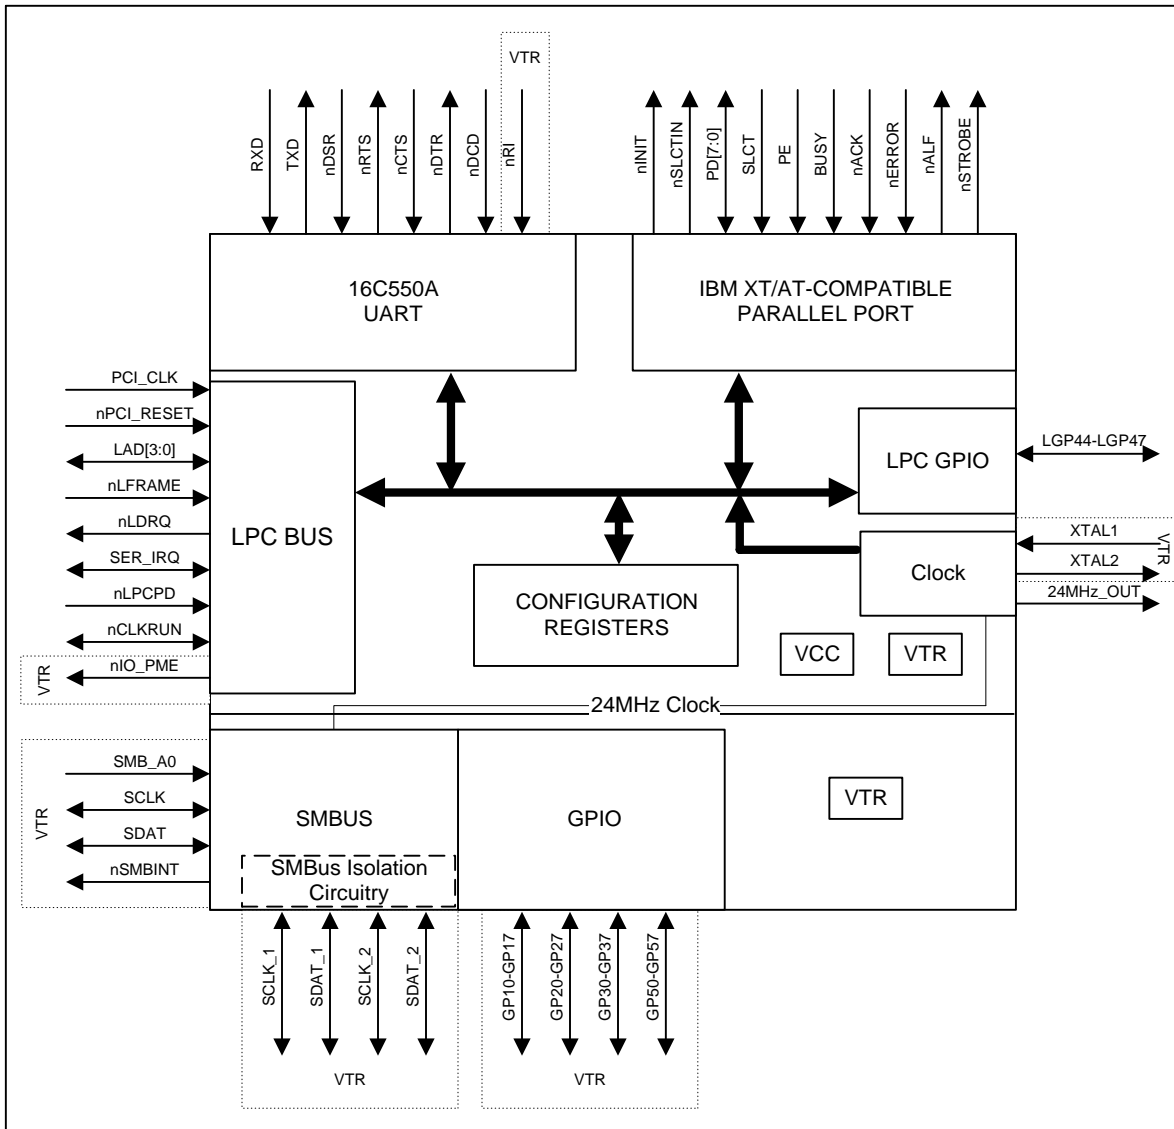 VTR
RXD
TXD
nDSR
nRTS
nCTS
nDTR
nDCD
nRI
nINIT
nSLCTIN
PD[7:0]
SLCT
PE
BUSY
nACK
nERROR
nALF
nSTROBE
16C550A
UART
IBM XT/AT-COMPATIBLE
PARALLEL PORT
PCI_CLK
nPCI_RESET
LAD[3:0]
nLFRAME
nLDRQ
SER_IRQ
nLPCPD
nCLKRUN
nIO_PME
VTR
LPC BUS
LPC GPIO
LGP44-LGP47
Clock
XTAL1
XTAL2
VTR
24MHz_OUT
CONFIGURATION
REGISTERS
VCC
VTR
24MHz Clock
SMB_A0
SCLK
SDAT
nSMBINT
VTR
SMBUS
GPIO
VTR
SMBus Isolation
Circuitry
SCLK_1
SDAT_1
SCLK_2
SDAT_2
VTR
GP10-GP17
GP20-GP27
GP30-GP37
GP50-GP57
VTR